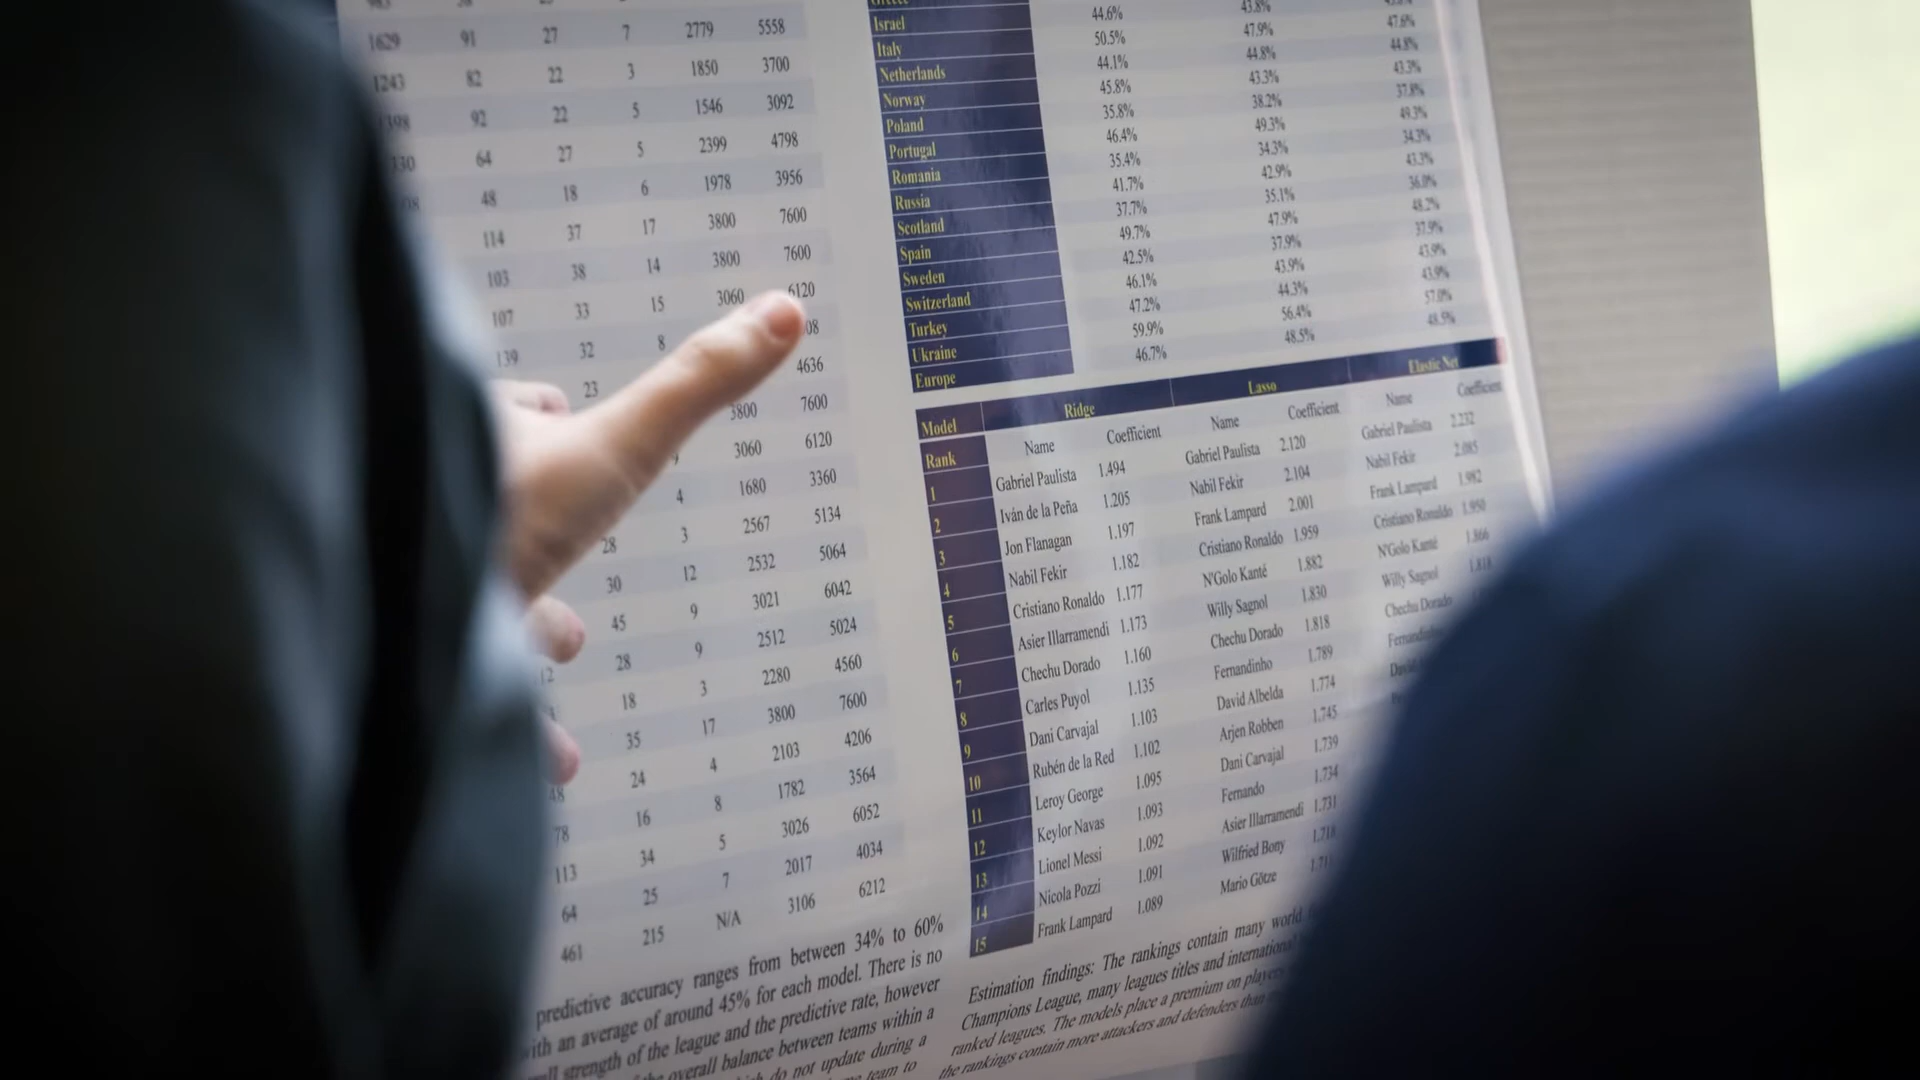 1629 91 27 7 2779 5558
1243 82 22 3 1850 3700
92 22 5 1546 3092
64 27 5 2399 4798
48 18 6 1978 3956
114 37 17 3800 7600
103 38 14 3800 7600
107 33 15 3060 6120
139 32 8
23 4636
3800 7600
3060 6120
4 1680 3360
28 3 2567 5134
30 12 2532 5064
45 9 3021 6042
28 9 2512 5024
18 3 2280 4560
35 17 3800 7600
24 4 2103 4206
16 8 1782 3564
113 34 5 3026 6052
64 25 7 2017 4034
461 215 N/A 3106 6212
predictive accuracy ranges from between 34% to 60%
with an average of around 45% for each model. There is no
strength of the league and the predictive rate, however
overall balance between teams within a
do not update during a
team to
Israel 44.6% 43.8%
Italy 50.5% 47.9% 47.6%
Netherlands 44.1% 44.8% 44.8%
Norway 45.8% 43.3% 43.3%
Poland 35.8% 38.2% 37.8%
Portugal 46.4% 49.3% 49.3%
Romania 35.4% 34.3% 34.3%
Russia 41.7% 42.9% 43.3%
Scotland 37.7% 35.1% 36.0%
Spain 49.7% 47.9% 48.2%
Sweden 42.5% 37.9% 37.9%
Switzerland 46.1% 43.9% 43.9%
Turkey 47.2% 44.3% 43.9%
Ukraine 59.9% 56.4% 57.0%
Europe 46.7% 48.5% 48.5%
Model Ridge Lasso Elastic Net
Rank Name Coefficient Name Coefficient Name Coefficient
1 Gabriel Paulista 1.494 Gabriel Paulista 2.120 Gabriel Paulista 2.232
2 Iván de la Peña 1.205 Nabil Fekir 2.104 Nabil Fekir 2.085
3 Jon Flanagan 1.197 Frank Lampard 2.001 Frank Lampard 1.982
4 Nabil Fekir 1.182 Cristiano Ronaldo 1.959 Cristiano Ronaldo 1.950
5 Cristiano Ronaldo 1.177 N'Golo Kanté 1.882 N'Golo Kanté 1.866
6 Asier Illarramendi 1.173 Willy Sagnol 1.830 Willy Sagnol
7 Chechu Dorado 1.160 Chechu Dorado 1.818 Chechu Dorado
8 Carles Puyol 1.135 Fernandinho 1.789
9 Dani Carvajal 1.103 David Albelda 1.774
10 Rubén de la Red 1.102 Arjen Robben 1.745
11 Leroy George 1.095 Dani Carvajal 1.739
12 Keylor Navas 1.093 Fernando 1.734
13 Lionel Messi 1.092 Asier Illarramendi 1.731
14 Nicola Pozzi 1.091 Wilfried Bony
15 Frank Lampard 1.089 Mario Götze
Estimation findings: The rankings contain many world
Champions League, many leagues titles and international
ranked leagues. The models place a premium on players
the rankings contain more attackers and defenders than